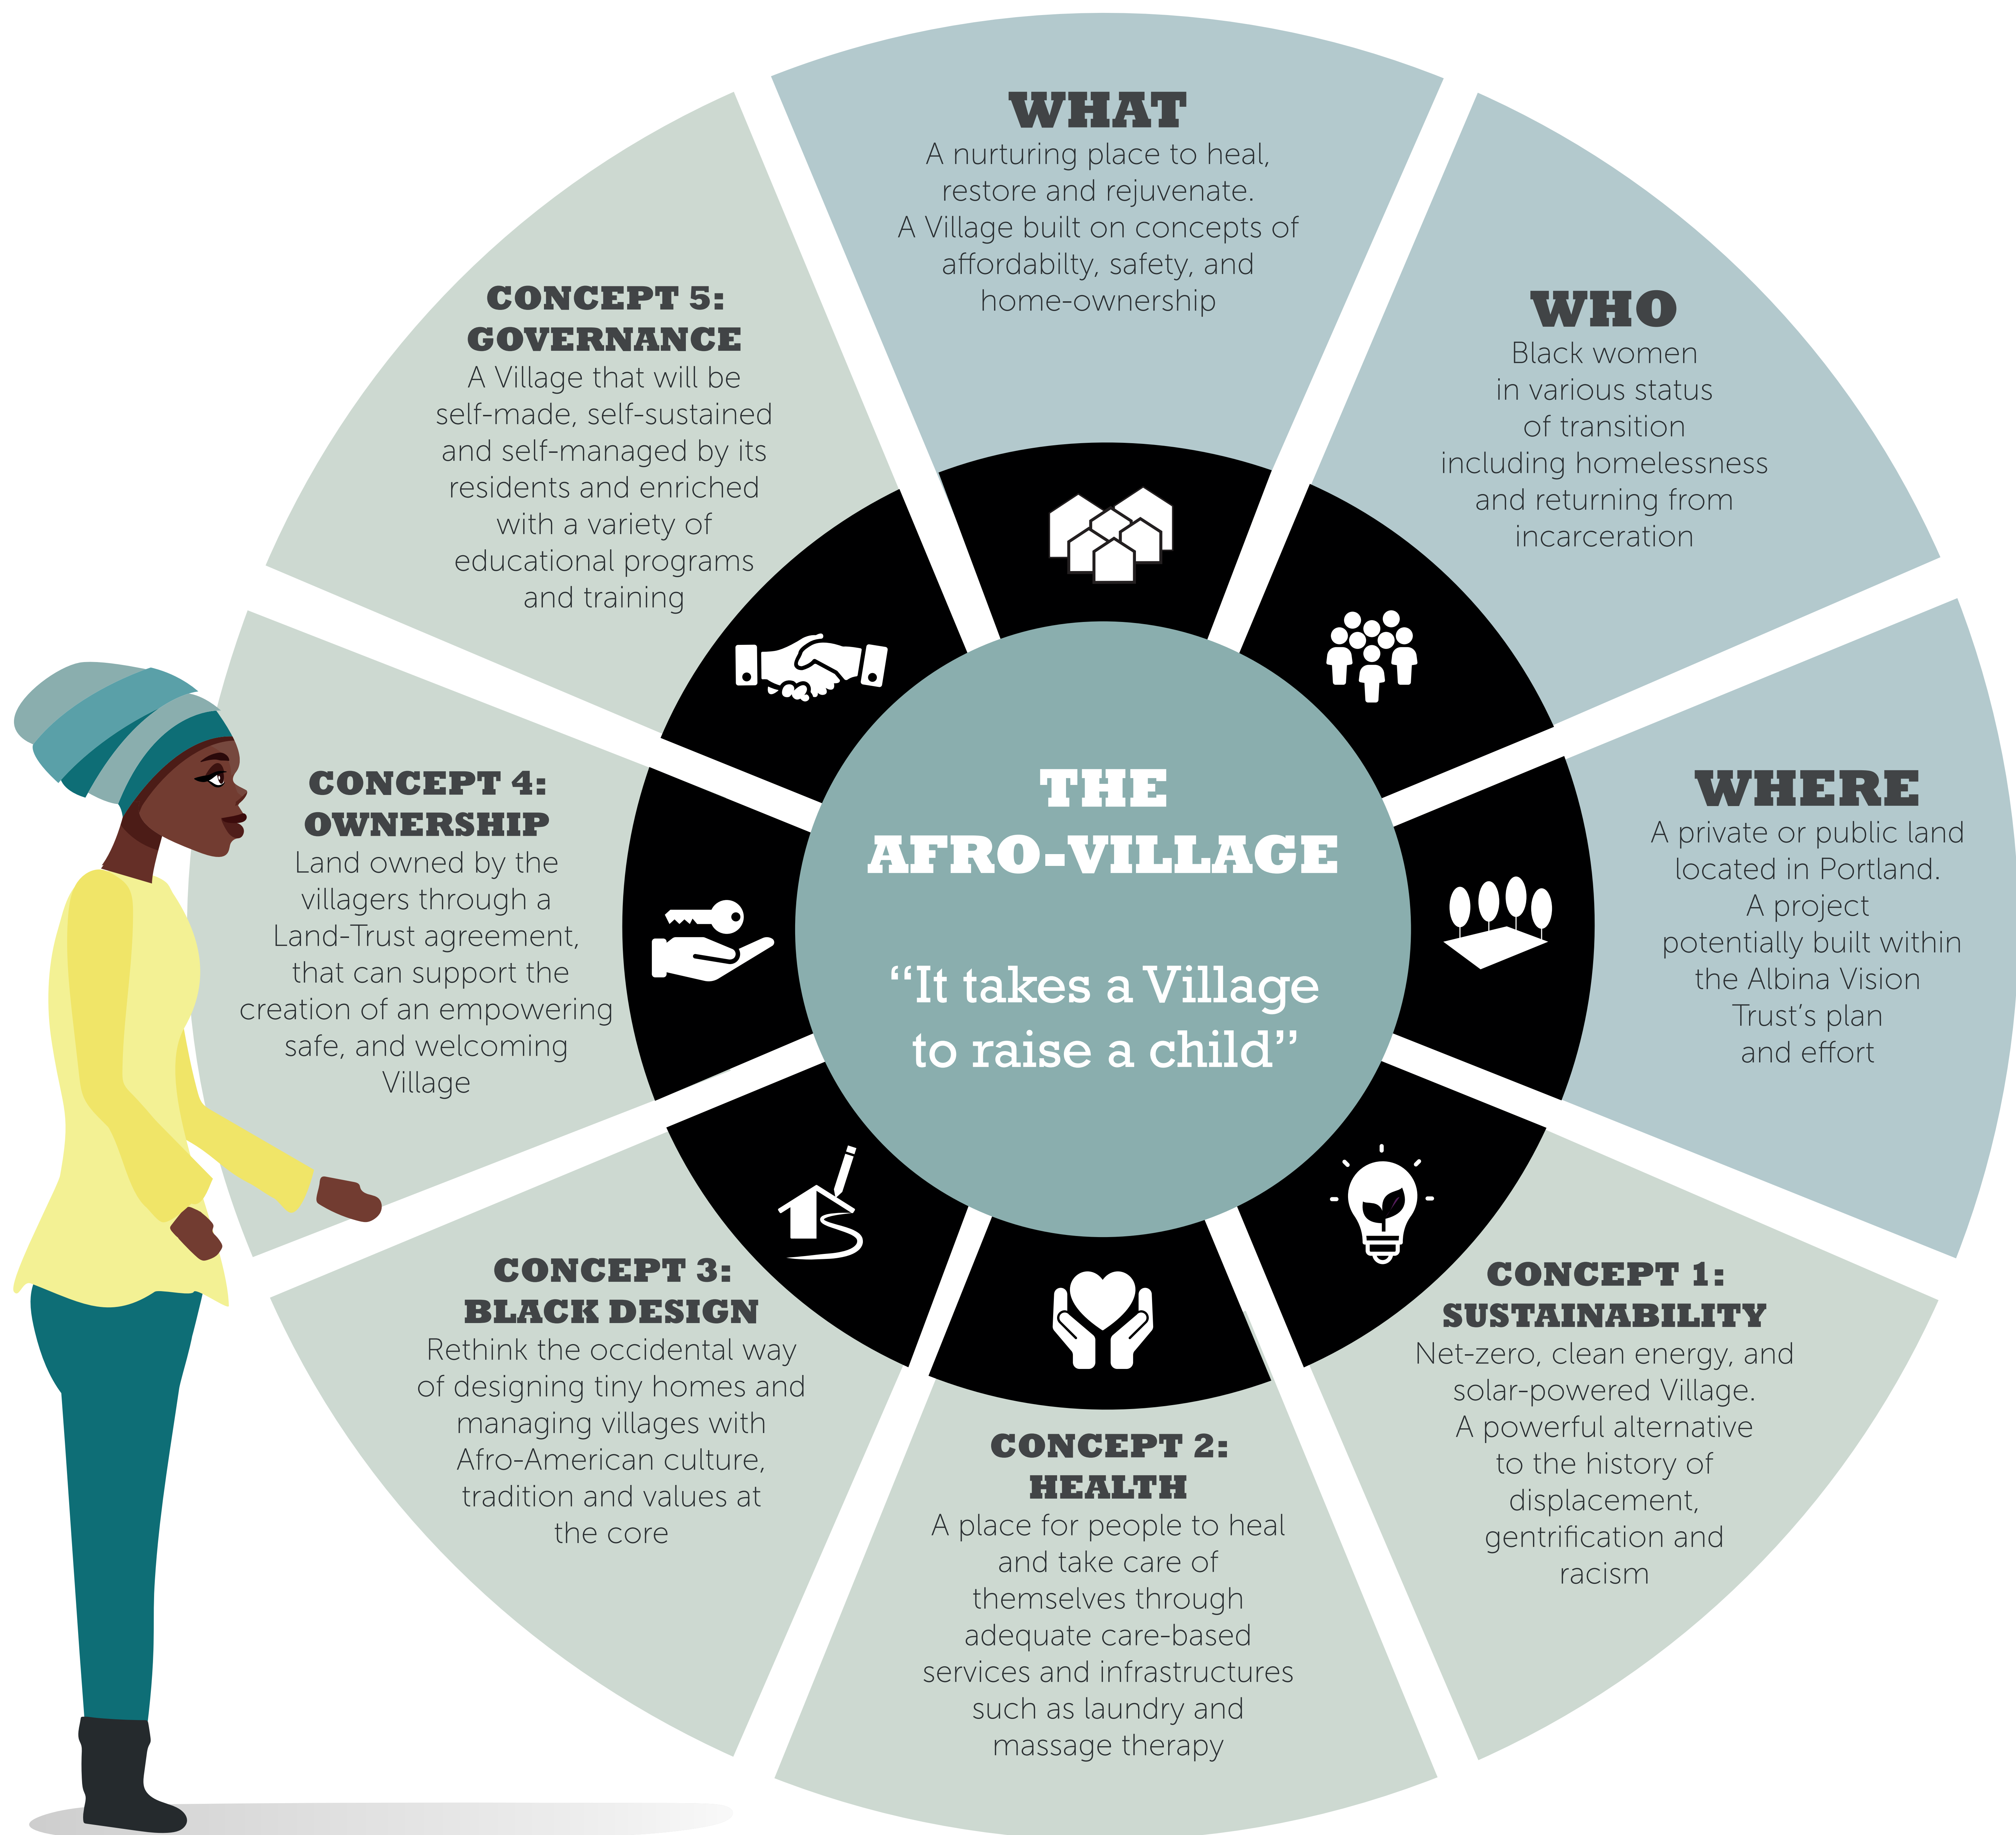 WHAT
A nurturing place to heal,
restore and rejuvenate.
A Village built on concepts of
affordabilty, safety, and
home-ownership
WHO
Black women
in various status
of transition
including homelessness
and returning from
incarceration
WHERE
A private or public land
located in Portland.
A project
potentially built within
the Albina Vision
Trust’s plan
and effort
CONCEPT 1:
SUSTAINABILITY
Net-zero, clean energy, and
solar-powered Village.
A powerful alternative
to the history of
displacement,
gentrification and
racism
CONCEPT 2:
HEALTH
A place for people to heal
and take care of
themselves through
adequate care-based
services and infrastructures
such as laundry and
massage therapy
CONCEPT 3:
BLACK DESIGN
Rethink the occidental way
of designing tiny homes and
managing villages with
Afro-American culture,
tradition and values at
the core
CONCEPT 4:
OWNERSHIP
Land owned by the
villagers through a
Land-Trust agreement,
that can support the
creation of an empowering
safe, and welcoming
Village
CONCEPT 5:
GOVERNANCE
A Village that will be
self-made, self-sustained
and self-managed by its
residents and enriched
with a variety of
educational programs
and training
THE
AFRO-VILLAGE
“It takes a Village
to raise a child”